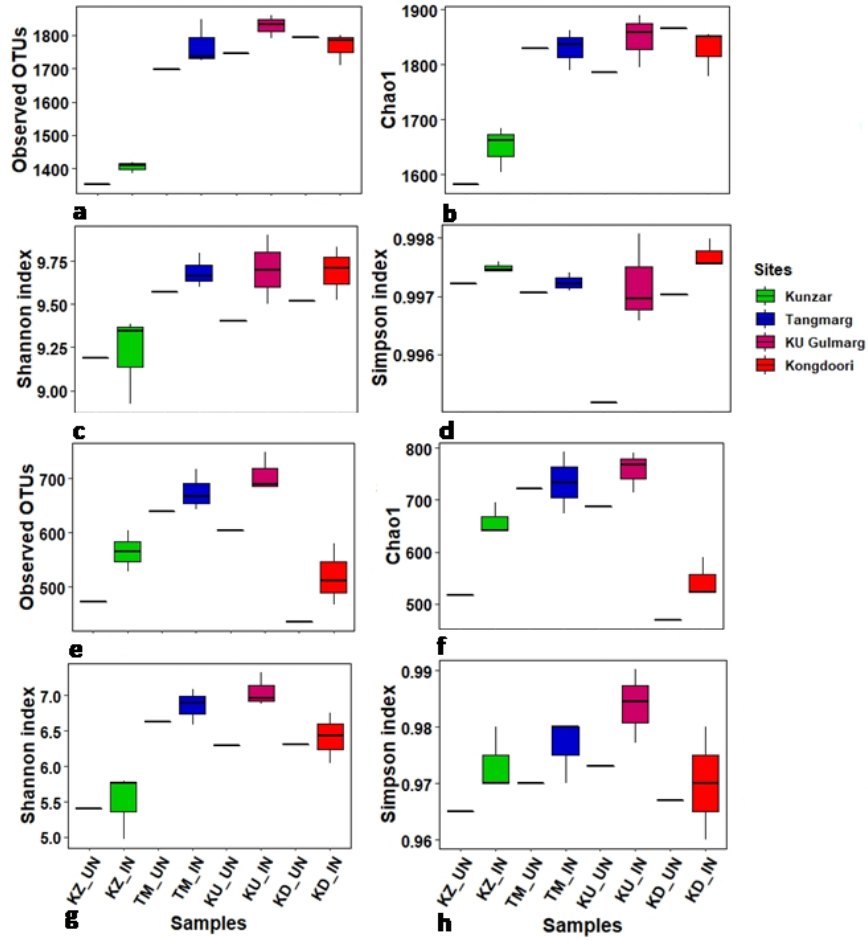 Observed OTUs
1800
1700
1600
1500
1400
a
Chao1
1900
1800
1700
1600
b
Shannon index
9.75
9.50
9.25
9.00
c
Simpson index
0.998
0.997
0.996
d
Sites
Kunzar
Tangmarg
KU Gulmarg
Kongdoori
Observed OTUs
700
600
500
e
Chao1
800
700
600
500
f
Shannon index
7.0
6.5
6.0
5.5
5.0
KZ_UN
KZ_IN
TM_UN
TM_IN
KU_UN
KU_IN
KD_UN
KD_IN
g
Samples
Simpson index
0.99
0.98
0.97
0.96
KZ_UN
KZ_IN
TM_UN
TM_IN
KU_UN
KU_IN
KD_UN
KD_IN
h
Samples